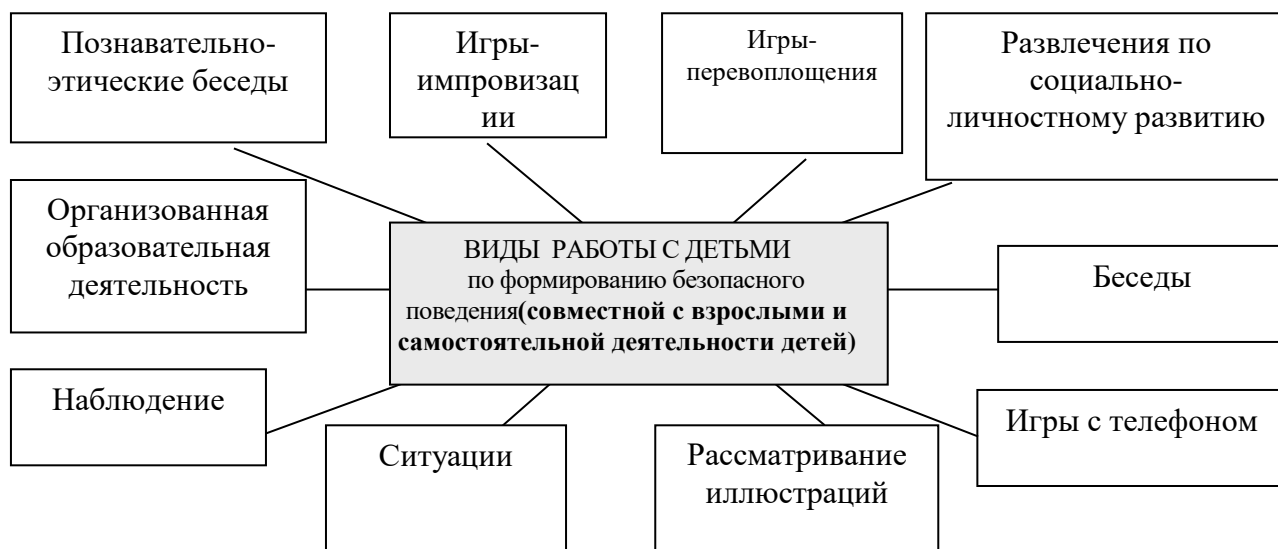 Познавательно-
этические беседы
Игры-
импровизац
ии
Игры-
перевоплощения
Развлечения по
социально-
личностному развитию
Организованная
образовательная
деятельность
ВИДЫ РАБОТЫ С ДЕТЬМИ
по формированию безопасного
поведения(совместной с взрослыми и
самостоятельной деятельности детей)
Беседы
Наблюдение
Ситуации
Рассматривание
иллюстраций
Игры с телефоном